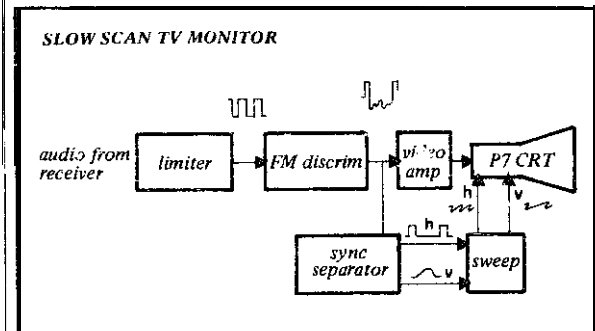 SLOW SCAN TV MONITOR
audio from
receiver
limiter
FM discrim
video
amp
P7 CRT
h
v
sync
separator
h
v
sweep